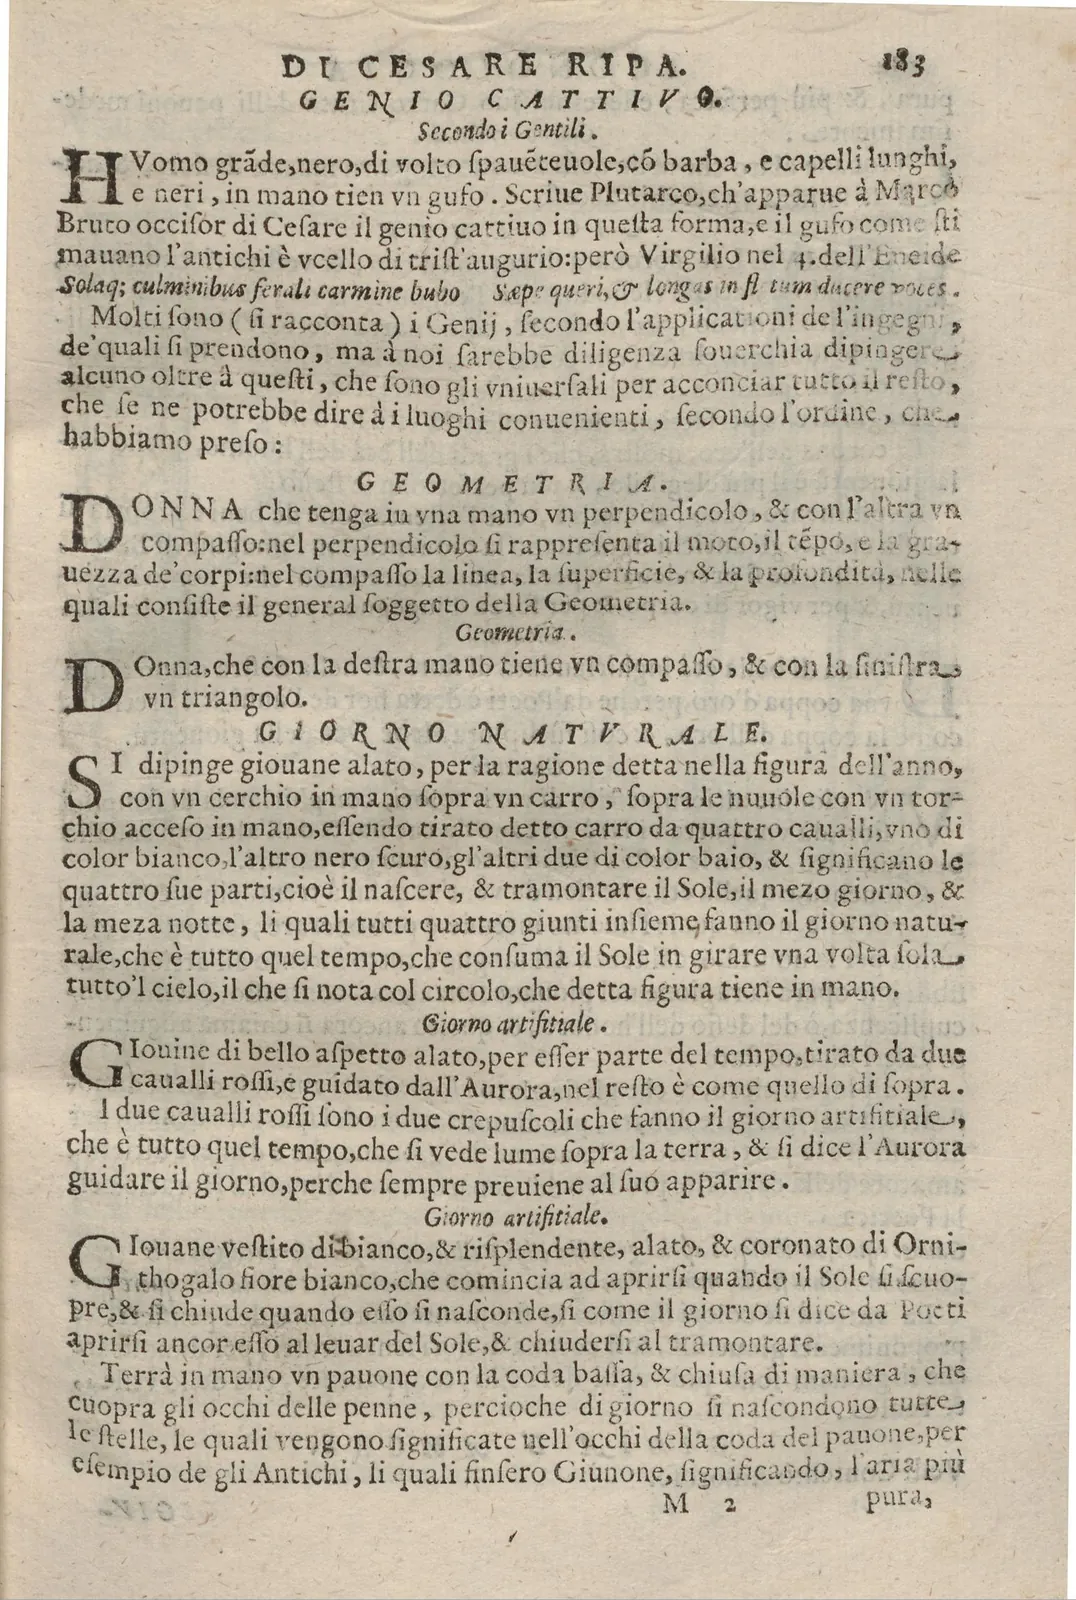 DI CESARE RIPA. 183
GENIO CATTIVO.
Secondo i Gentili.
HVomo grãde,nero,di volto ſpauẽteuole,cõ barba, e capelli lunghi,
e neri, in mano tien vn gufo. Scriue Plutarco,ch'apparue à Marco
Bruto occiſor di Ceſare il genio cattiuo in queſta forma,e il gufo come ſti
mauano l'antichi è vcello di triſt'augurio:però Virgilio nel 4.dell'Eneide
Solaq; culminibus ferali carmine bubo Sæpe queri,& longas in fl tum ducere voces.
Molti ſono (ſi racconta) i Genij, ſecondo l'applicationi de l'ingegni,
de'quali ſi prendono, ma à noi ſarebbe diligenza ſouerchia dipingere
alcuno oltre à queſti, che ſono gli vniuerſali per acconciar tutto il reſto,
che ſe ne potrebbe dire à i luoghi conuenienti, ſecondo l'ordine, che
habbiamo preſo:
GEOMETRIA.
DONNA che tenga in vna mano vn perpendicolo, & con l'altra vn
compaſſo:nel perpendicolo ſi rappreſenta il moto,il tẽpo, e la gra-
uezza de'corpi:nel compaſſo la linea, la ſuperficie, & la profondità, nelle
quali conſiſte il general ſoggetto della Geometria.
Geometria.
DOnna,che con la deſtra mano tiene vn compaſſo, & con la ſiniſtra
vn triangolo.
GIORNO NATVRALE.
SI dipinge giouane alato, per la ragione detta nella figura dell'anno,
con vn cerchio in mano ſopra vn carro, ſopra le nuuole con vn tor-
chio acceſo in mano,eſſendo tirato detto carro da quattro caualli,vno di
color bianco,l'altro nero ſcuro,gl'altri due di color baio, & ſignificano le
quattro ſue parti,cioè il naſcere, & tramontare il Sole,il mezo giorno, &
la meza notte, li quali tutti quattro giunti inſieme fanno il giorno natu-
rale,che è tutto quel tempo,che conſuma il Sole in girare vna volta ſola
tutto'l cielo,il che ſi nota col circolo,che detta figura tiene in mano.
Giorno artifitiale.
GIouine di bello aſpetto alato,per eſſer parte del tempo,tirato da due
caualli roſſi,e guidato dall'Aurora,nel reſto è come quello di ſopra.
I due caualli roſſi ſono i due crepuſcoli che fanno il giorno artifitiale,
che è tutto quel tempo,che ſi vede lume ſopra la terra, & ſi dice l'Aurora
guidare il giorno,perche ſempre preuiene al ſuo apparire.
Giorno artifitiale.
GIouane veſtito di bianco,& riſplendente, alato, & coronato di Orni-
thogalo fiore bianco,che comincia ad aprirſi quando il Sole ſi ſcuo-
pre,& ſi chiude quando eſſo ſi naſconde,ſi come il giorno ſi dice da Poeti
aprirſi ancor eſſo al leuar del Sole,& chiuderſi al tramontare.
Terrà in mano vn pauone con la coda baſſa, & chiuſa di maniera, che
cuopra gli occhi delle penne, percioche di giorno ſi naſcondono tutte
le ſtelle, le quali vengono ſignificate nell'occhi della coda del pauone,per
eſempio de gli Antichi, li quali finſero Giunone, ſignificando, l'aria più
M 2 pura,